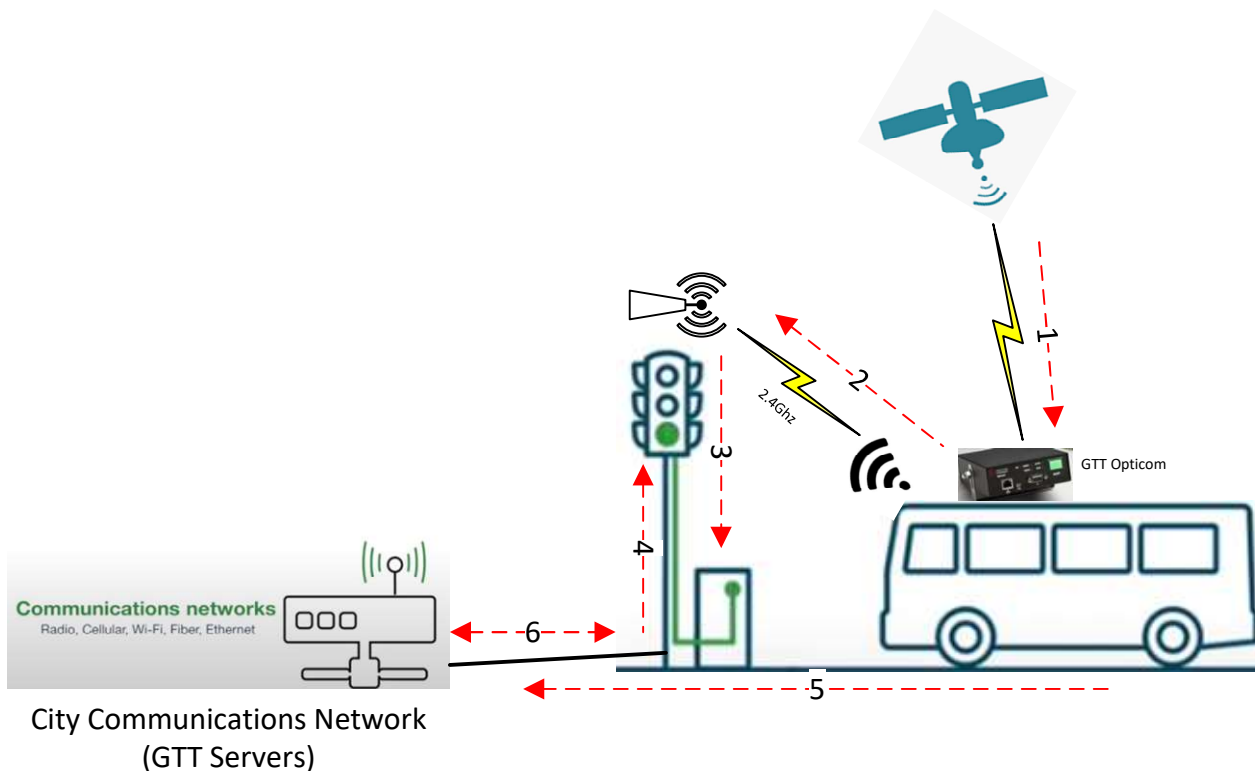 1
2
2.4Ghz
GTT Opticom
3
4
Communications networks
Radio, Cellular, Wi-Fi, Fiber, Ethernet
6
5
City Communications Network
(GTT Servers)